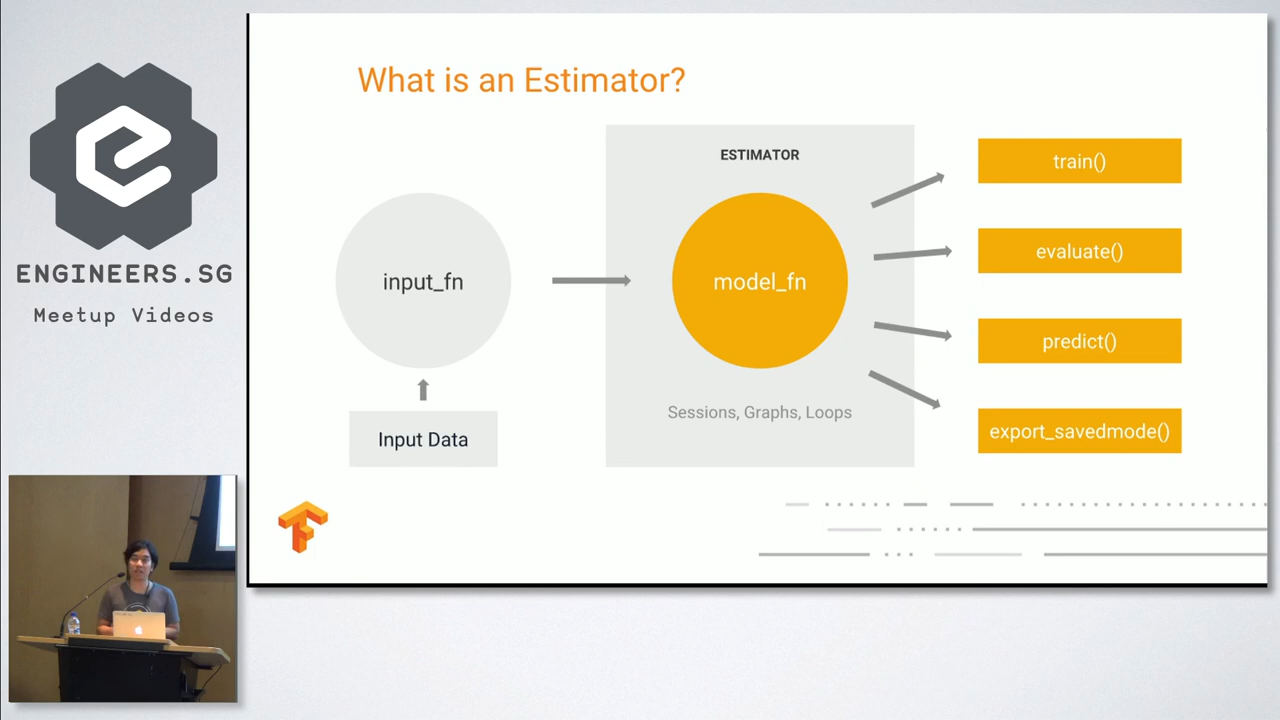 ENGINEERS.SG
Meetup Videos
What is an Estimator?
ESTIMATOR
input_fn
model_fn
Sessions, Graphs, Loops
Input Data
train()
evaluate()
predict()
export_savedmode()